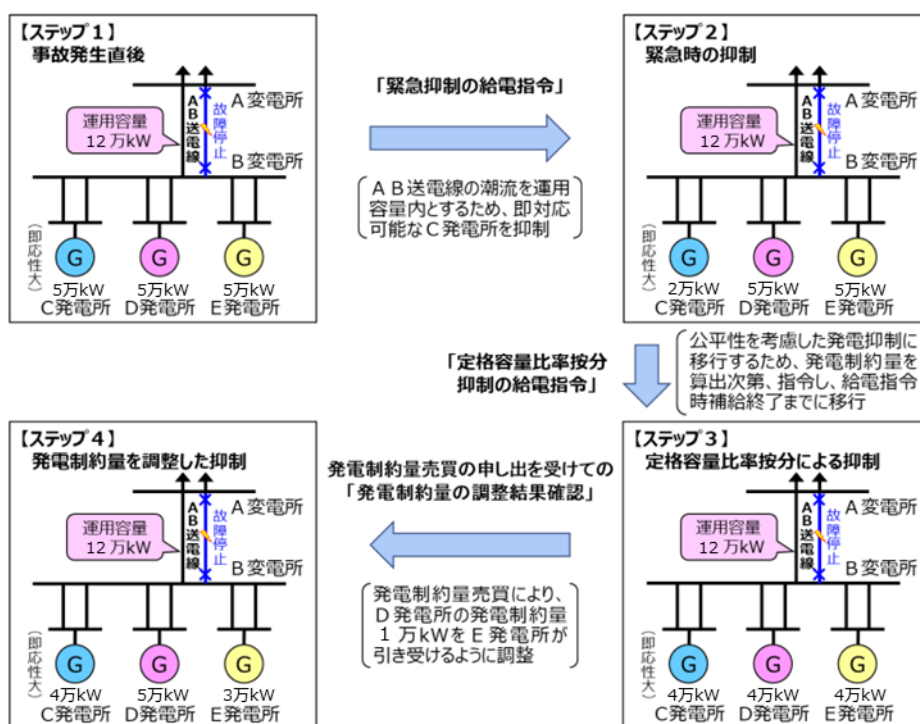 【ステップ1】
事故発生直後
A変電所
運用容量
12万kW
AB送電線
故障停止
B変電所
(即応性大)
G
G
G
5万kW
5万kW
5万kW
C発電所
D発電所
E発電所
「緊急抑制の給電指令」
AB送電線の潮流を運用
容量内とするため、即対応
可能なC発電所を抑制
【ステップ2】
緊急時の抑制
A変電所
運用容量
12万kW
AB送電線
故障停止
B変電所
(即応性大)
G
G
G
2万kW
5万kW
5万kW
C発電所
D発電所
E発電所
「定格容量比率按分
抑制の給電指令」
公平性を考慮した発電抑制に
移行するため、発電制約量を
算出次第、指令し、給電指令
時補給終了までに移行
【ステップ3】
定格容量比率按分による抑制
A変電所
運用容量
12万kW
AB送電線
故障停止
B変電所
(即応性大)
G
G
G
4万kW
4万kW
4万kW
C発電所
D発電所
E発電所
発電制約量売買の申し出を受けての
「発電制約量の調整結果確認」
発電制約量売買により、
D発電所の発電制約量
1万kWをE発電所が
引き受けるように調整
【ステップ4】
発電制約量を調整した抑制
A変電所
運用容量
12万kW
AB送電線
故障停止
B変電所
(即応性大)
G
G
G
4万kW
5万kW
3万kW
C発電所
D発電所
E発電所